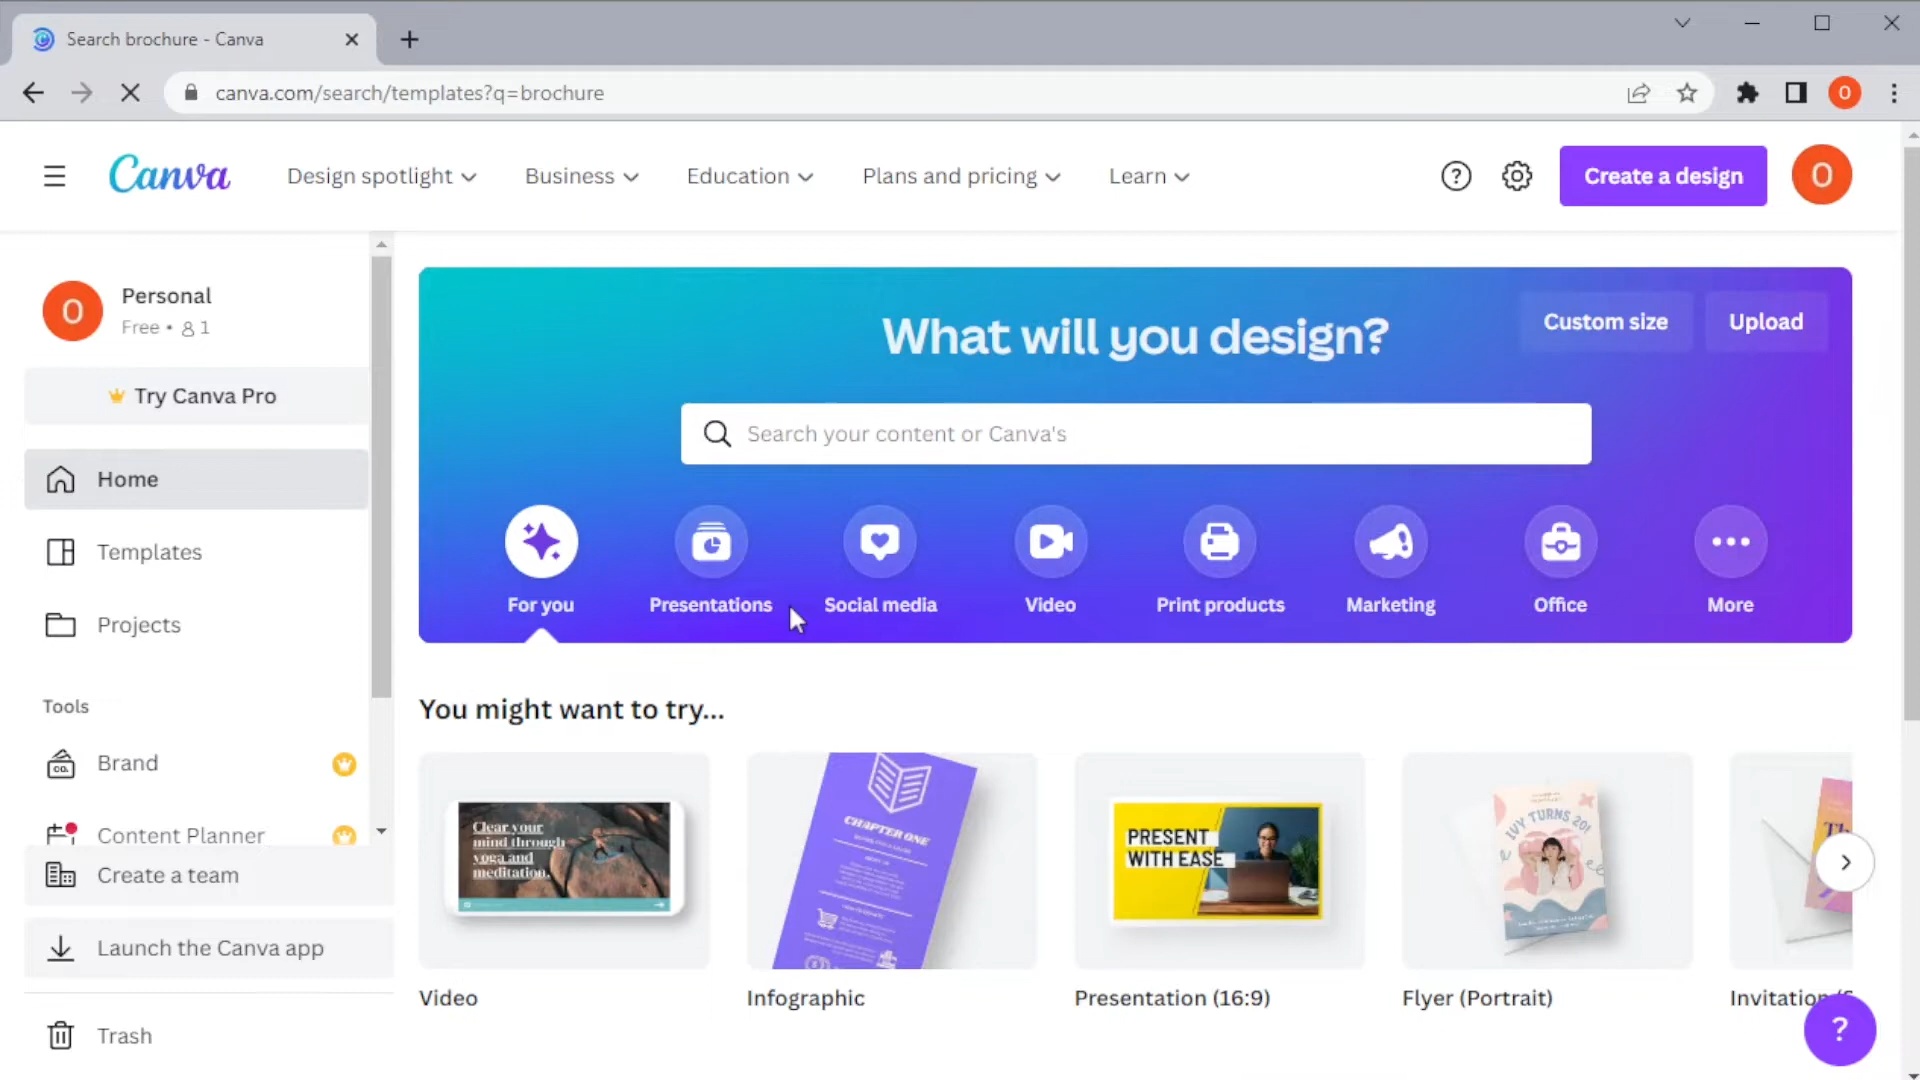 Search brochure - Canva
canva.com/search/templates?q=brochure
O
Canva
Design spotlight
Business
Education
Plans and pricing
Learn
?
Create a design
O
O
Personal
Free • 1
Try Canva Pro
Home
Templates
Projects
Tools
Brand
Content Planner
Create a team
Launch the Canva app
Trash
What will you design?
Custom size
Upload
Search your content or Canva's
For you
Presentations
Social media
Video
Print products
Marketing
Office
More
You might want to try...
Clear your
mind through
yoga and
meditation.
CHAPTER ONE
PRESENT
WITH EASE
IVY TURNS 20!
Video
Infographic
Presentation (16:9)
Flyer (Portrait)
Invitation
?